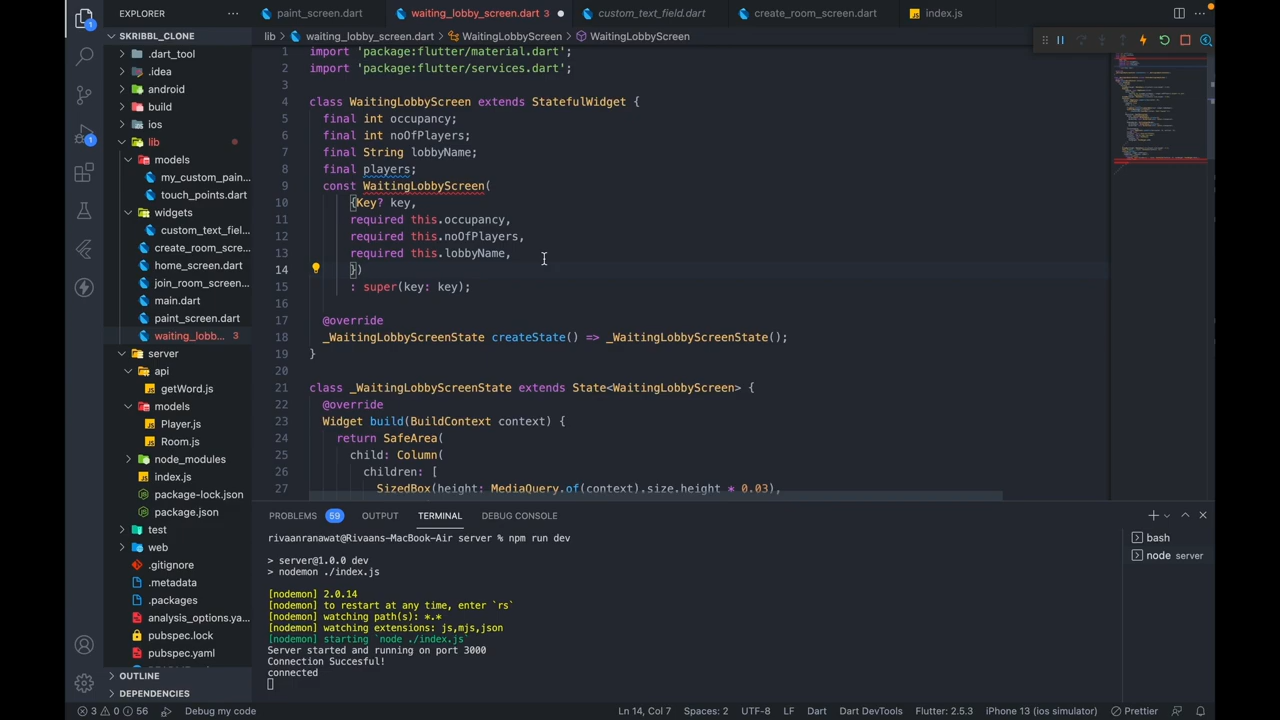 EXPLORER
paint_screen.dart
waiting_lobby_screen.dart 3
custom_text_field.dart
create_room_screen.dart
index.js
SKRIBBL_CLONE
lib > waiting_lobby_screen.dart > WaitingLobbyScreen > WaitingLobbyScreen
.dart_tool
.idea
android
build
ios
lib
models
my_custom_pain...
touch_points.dart
widgets
custom_text_fiel...
create_room_scre...
home_screen.dart
join_room_screen...
main.dart
paint_screen.dart
waiting_lobb... 3
server
api
getWord.js
models
Player.js
Room.js
node_modules
index.js
package-lock.json
package.json
test
web
.gitignore
.metadata
.packages
analysis_options.ya...
pubspec.lock
pubspec.yaml
OUTLINE
DEPENDENCIES
1 import 'package:flutter/material.dart';
2 import 'package:flutter/services.dart';
3
4 class WaitingLobbyScreen extends StatefulWidget {
5 final int occupancy;
6 final int noOfPlayers;
7 final String lobbyName;
8 final players;
9 const WaitingLobbyScreen(
10 {Key? key,
11 required this.occupancy,
12 required this.noOfPlayers,
13 required this.lobbyName,
14 })
15 : super(key: key);
16
17 @override
18 _WaitingLobbyScreenState createState() => _WaitingLobbyScreenState();
19 }
20
21 class _WaitingLobbyScreenState extends State<WaitingLobbyScreen> {
22 @override
23 Widget build(BuildContext context) {
24 return SafeArea(
25 child: Column(
26 children: [
27 SizedBox(height: MediaQuery.of(context).size.height * 0.03),
PROBLEMS 59 OUTPUT TERMINAL DEBUG CONSOLE
rivaanranawat@Rivaans-MacBook-Air server % npm run dev
> server@1.0.0 dev
> nodemon ./index.js
[nodemon] 2.0.14
[nodemon] to restart at any time, enter `rs`
[nodemon] watching path(s): *.*
[nodemon] watching extensions: js,mjs,json
[nodemon] starting `node ./index.js`
Server started and running on port 3000
Connection Succesful!
connected
bash
node server
1
1
3 0 56 Debug my code
Ln 14, Col 7 Spaces: 2 UTF-8 LF Dart Dart DevTools Flutter: 2.5.3 iPhone 13 (ios simulator) Prettier